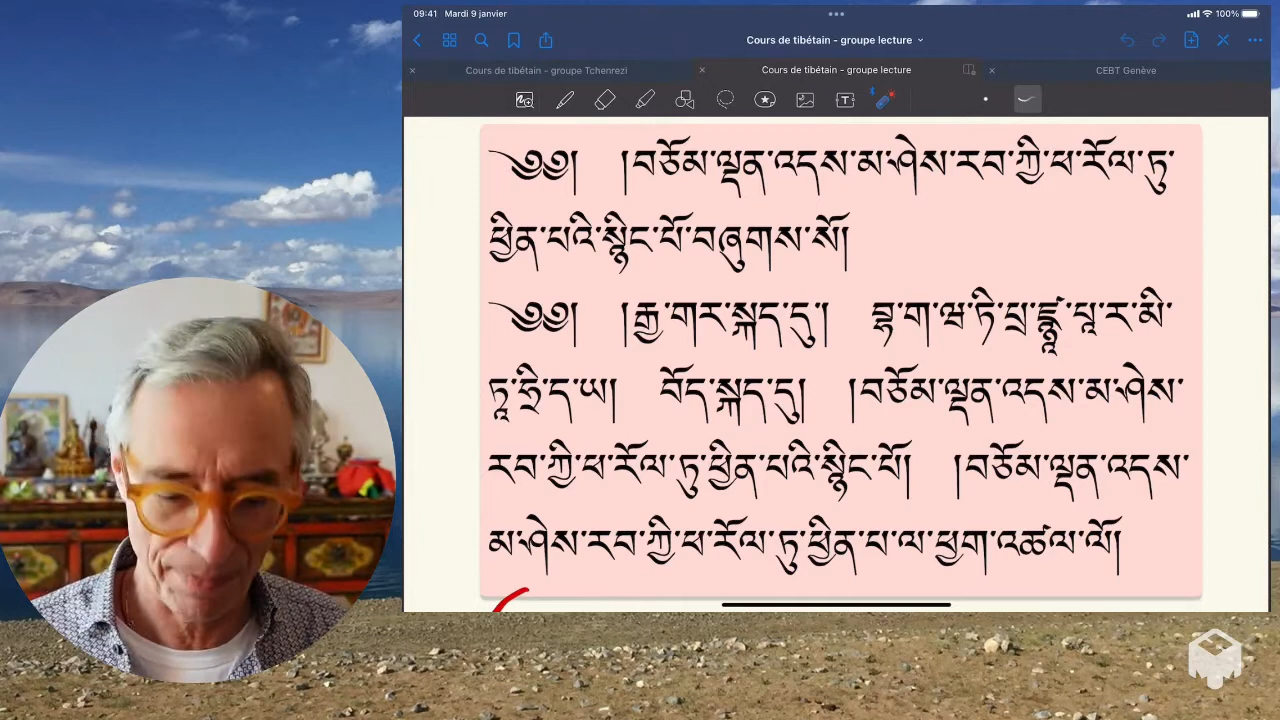 09:41 Mardi 9 janvier
100%
Cours de tibétain - groupe lecture
Cours de tibétain - groupe Tchenrezi
Cours de tibétain - groupe lecture
CEBT Genève
༄༅། །བཅོམ་ལྡན་འདས་མ་ཤེས་རབ་ཀྱི་ཕ་རོལ་ཏུ་
ཕྱིན་པའི་སྙིང་པོ་བཞུགས་སོ།
༄༅། །རྒྱ་གར་སྐད་དུ། བྷ་ག་ཝ་ཏི་པྲ་ཛྙཱ་པཱ་ར་མི་
ཏཱ་ཧྲི་ད་ཡ། བོད་སྐད་དུ། །བཅོམ་ལྡན་འདས་མ་ཤེས་
རབ་ཀྱི་ཕ་རོལ་ཏུ་ཕྱིན་པའི་སྙིང་པོ། །བཅོམ་ལྡན་འདས་
མ་ཤེས་རབ་ཀྱི་ཕ་རོལ་ཏུ་ཕྱིན་པ་ལ་ཕྱག་འཚལ་ལོ།